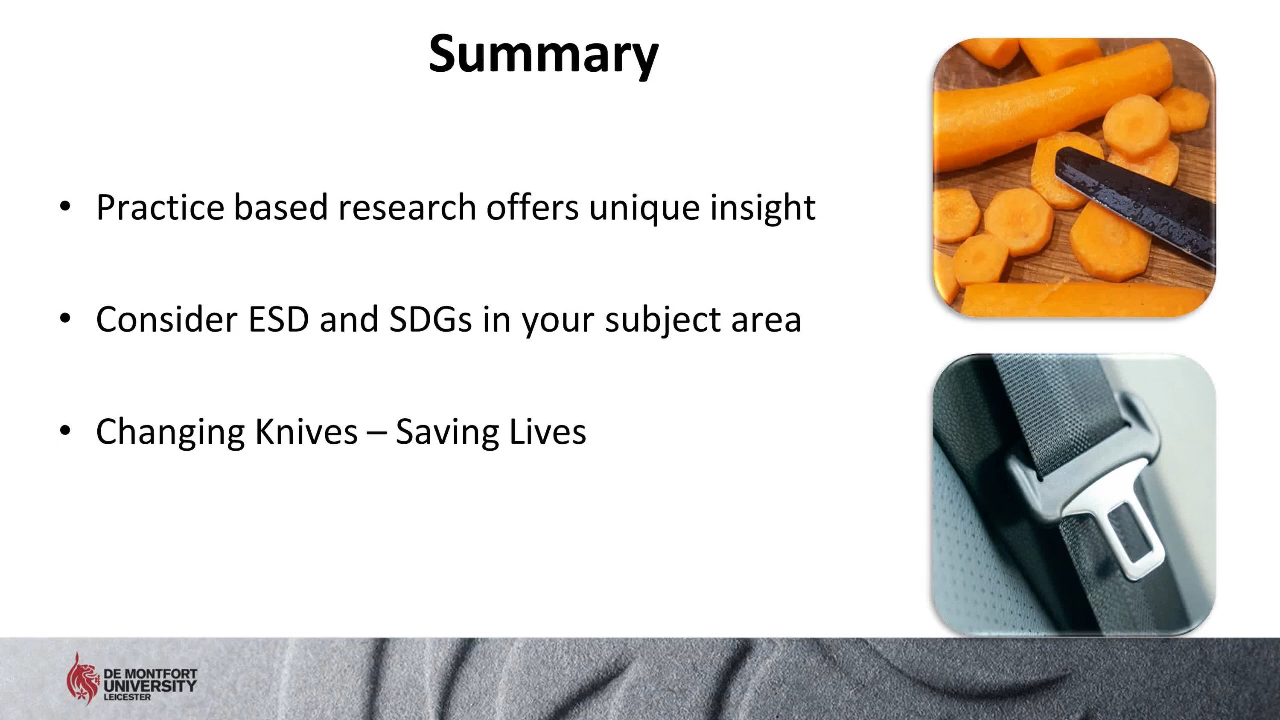 Summary
• Practice based research offers unique insight
• Consider ESD and SDGs in your subject area
• Changing Knives – Saving Lives
DE MONTFORT
UNIVERSITY
LEICESTER